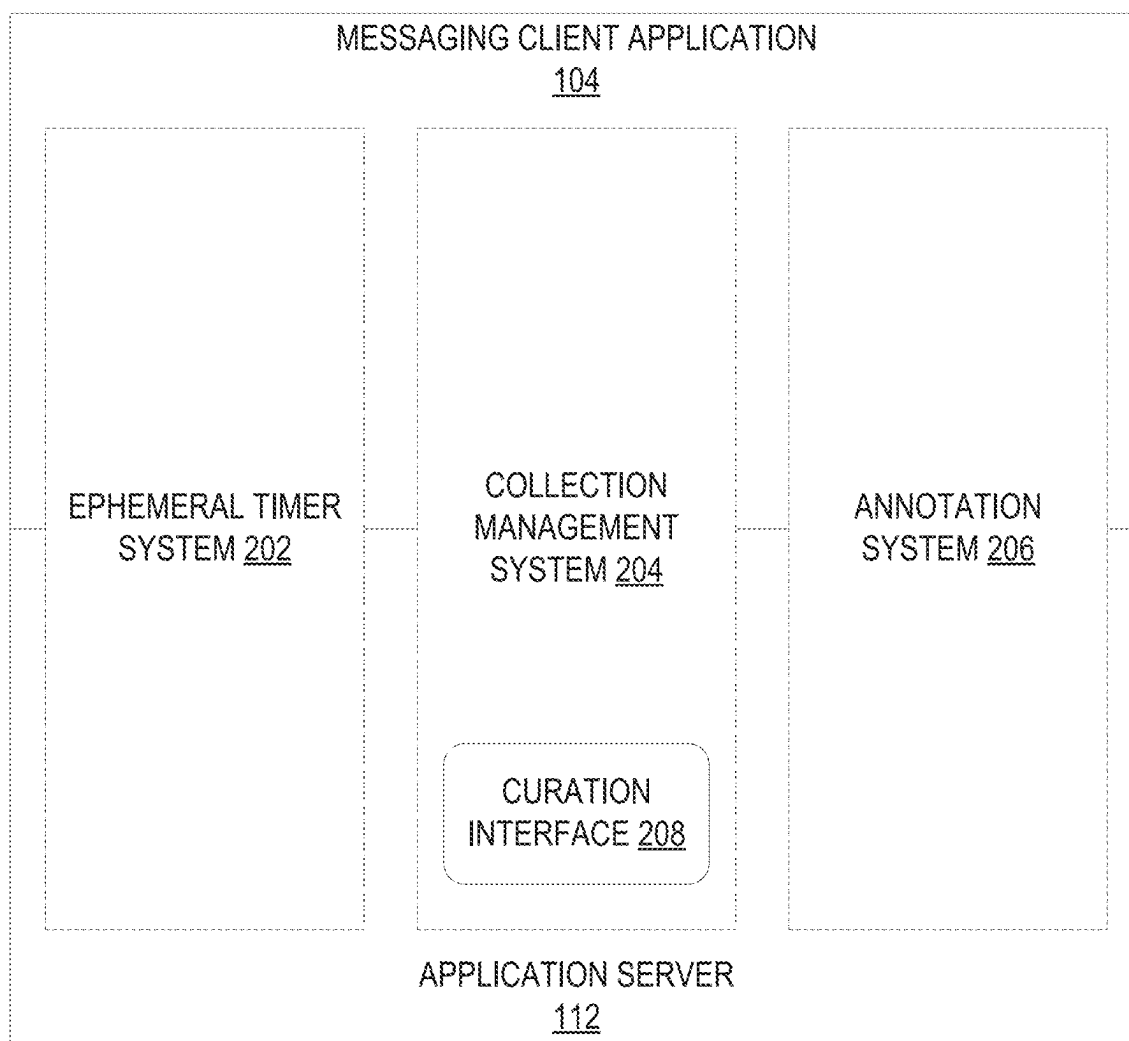 MESSAGING CLIENT APPLICATION
104
EPHEMERAL TIMER
SYSTEM 202
COLLECTION
MANAGEMENT
SYSTEM 204
ANNOTATION
SYSTEM 206
CURATION
INTERFACE 208
APPLICATION SERVER
112